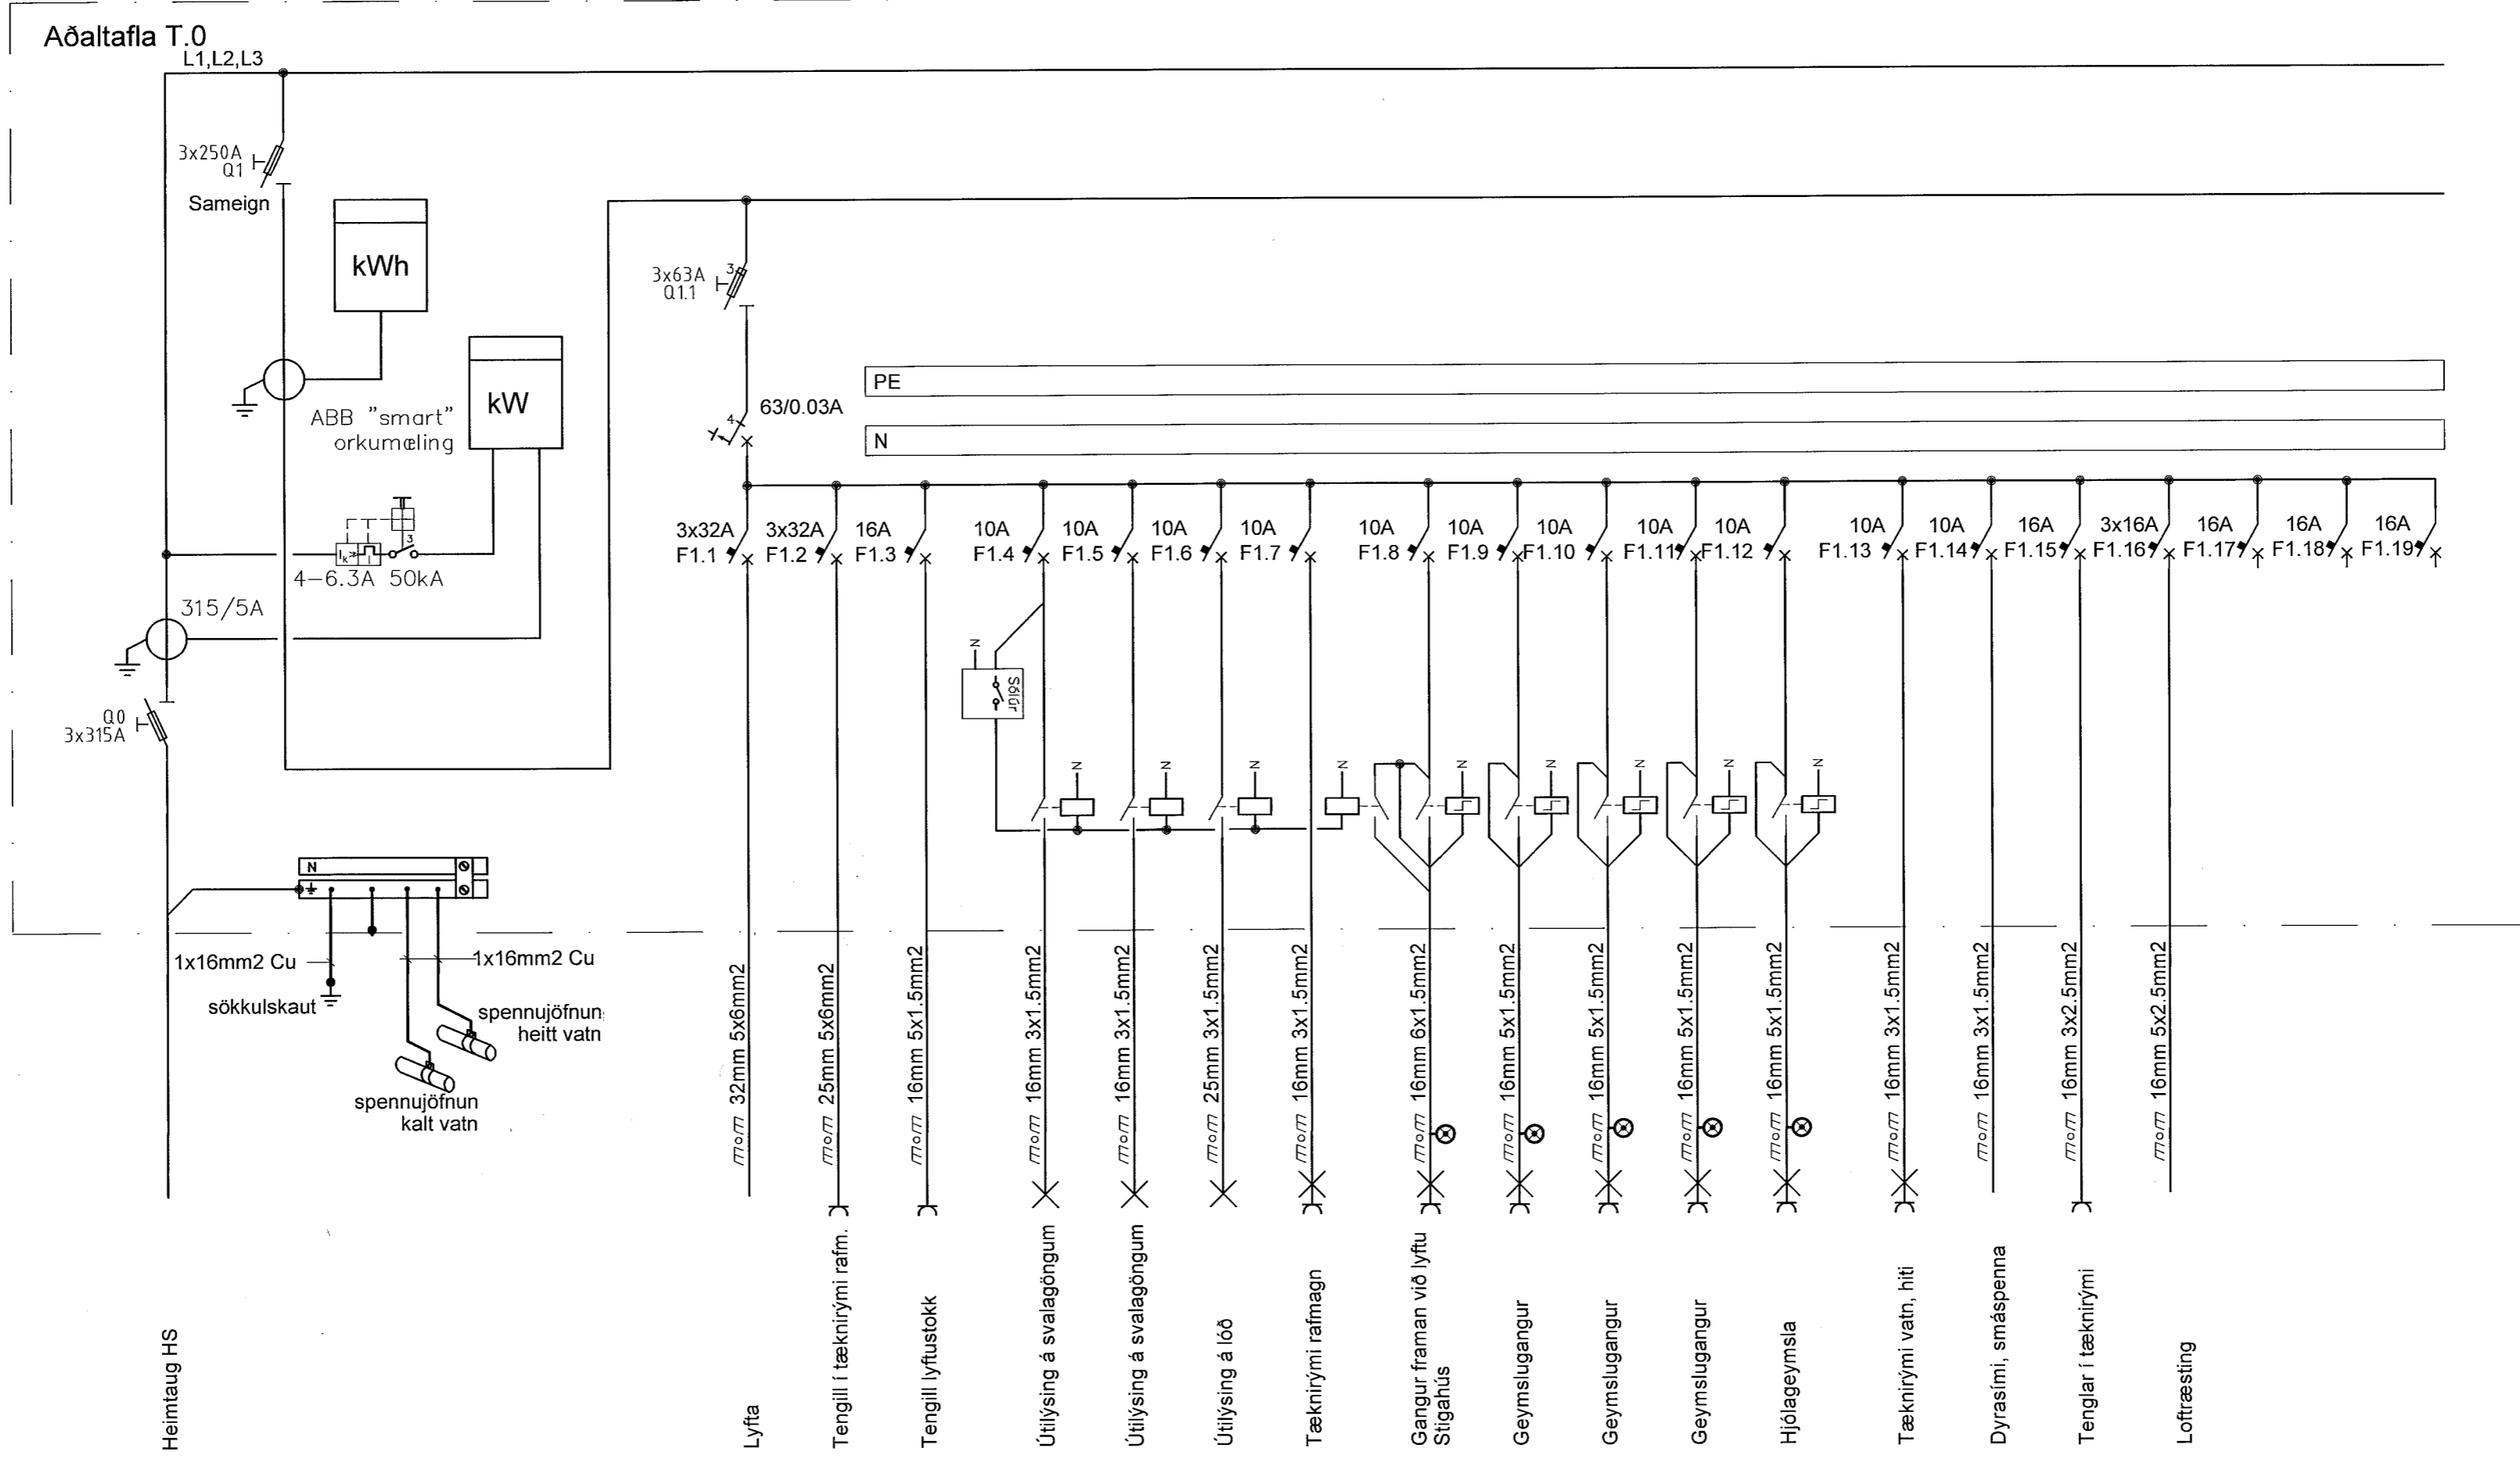 Aðaltafla T.0
L1,L2,L3
3x250A
Q1
Sameign
kWh
kW
ABB "smart"
orkumæling
3
Ik>
4-6.3A 50kA
315/5A
Q0
3x315A
N
1x16mm2 Cu
1x16mm2 Cu
sökkulskaut
spennujöfnun
heitt vatn
spennujöfnun
kalt vatn
Heimtaug HS
3x63A
Q1.1
3
63/0.03A
4
PE
N
3x32A
F1.1
3x32A
F1.2
16A
F1.3
10A
F1.4
10A
F1.5
10A
F1.6
10A
F1.7
10A
F1.8
10A
F1.9
10A
F1.10
10A
F1.11
10A
F1.12
10A
F1.13
10A
F1.14
16A
F1.15
3x16A
F1.16
16A
F1.17
16A
F1.18
16A
F1.19
N
Sólúr
N
N
N
N
N
N
N
N
N
32mm 5x6mm2
25mm 5x6mm2
16mm 5x1.5mm2
16mm 3x1.5mm2
16mm 3x1.5mm2
25mm 3x1.5mm2
16mm 3x1.5mm2
16mm 6x1.5mm2
16mm 5x1.5mm2
16mm 5x1.5mm2
16mm 5x1.5mm2
16mm 5x1.5mm2
16mm 3x1.5mm2
16mm 3x1.5mm2
16mm 3x2.5mm2
16mm 5x2.5mm2
Lyfta
Tengill í tæknirými rafm.
Tengill lyftustokk
Útilýsing á svalagöngum
Útilýsing á svalagöngum
Útilýsing á lóð
Tæknirými rafmagn
Gangur framan við lyftu
Stigahús
Geymslugangur
Geymslugangur
Geymslugangur
Hjólageymsla
Tæknirými vatn, hiti
Dyrasími, smáspenna
Tenglar í tæknirými
Loftræsting